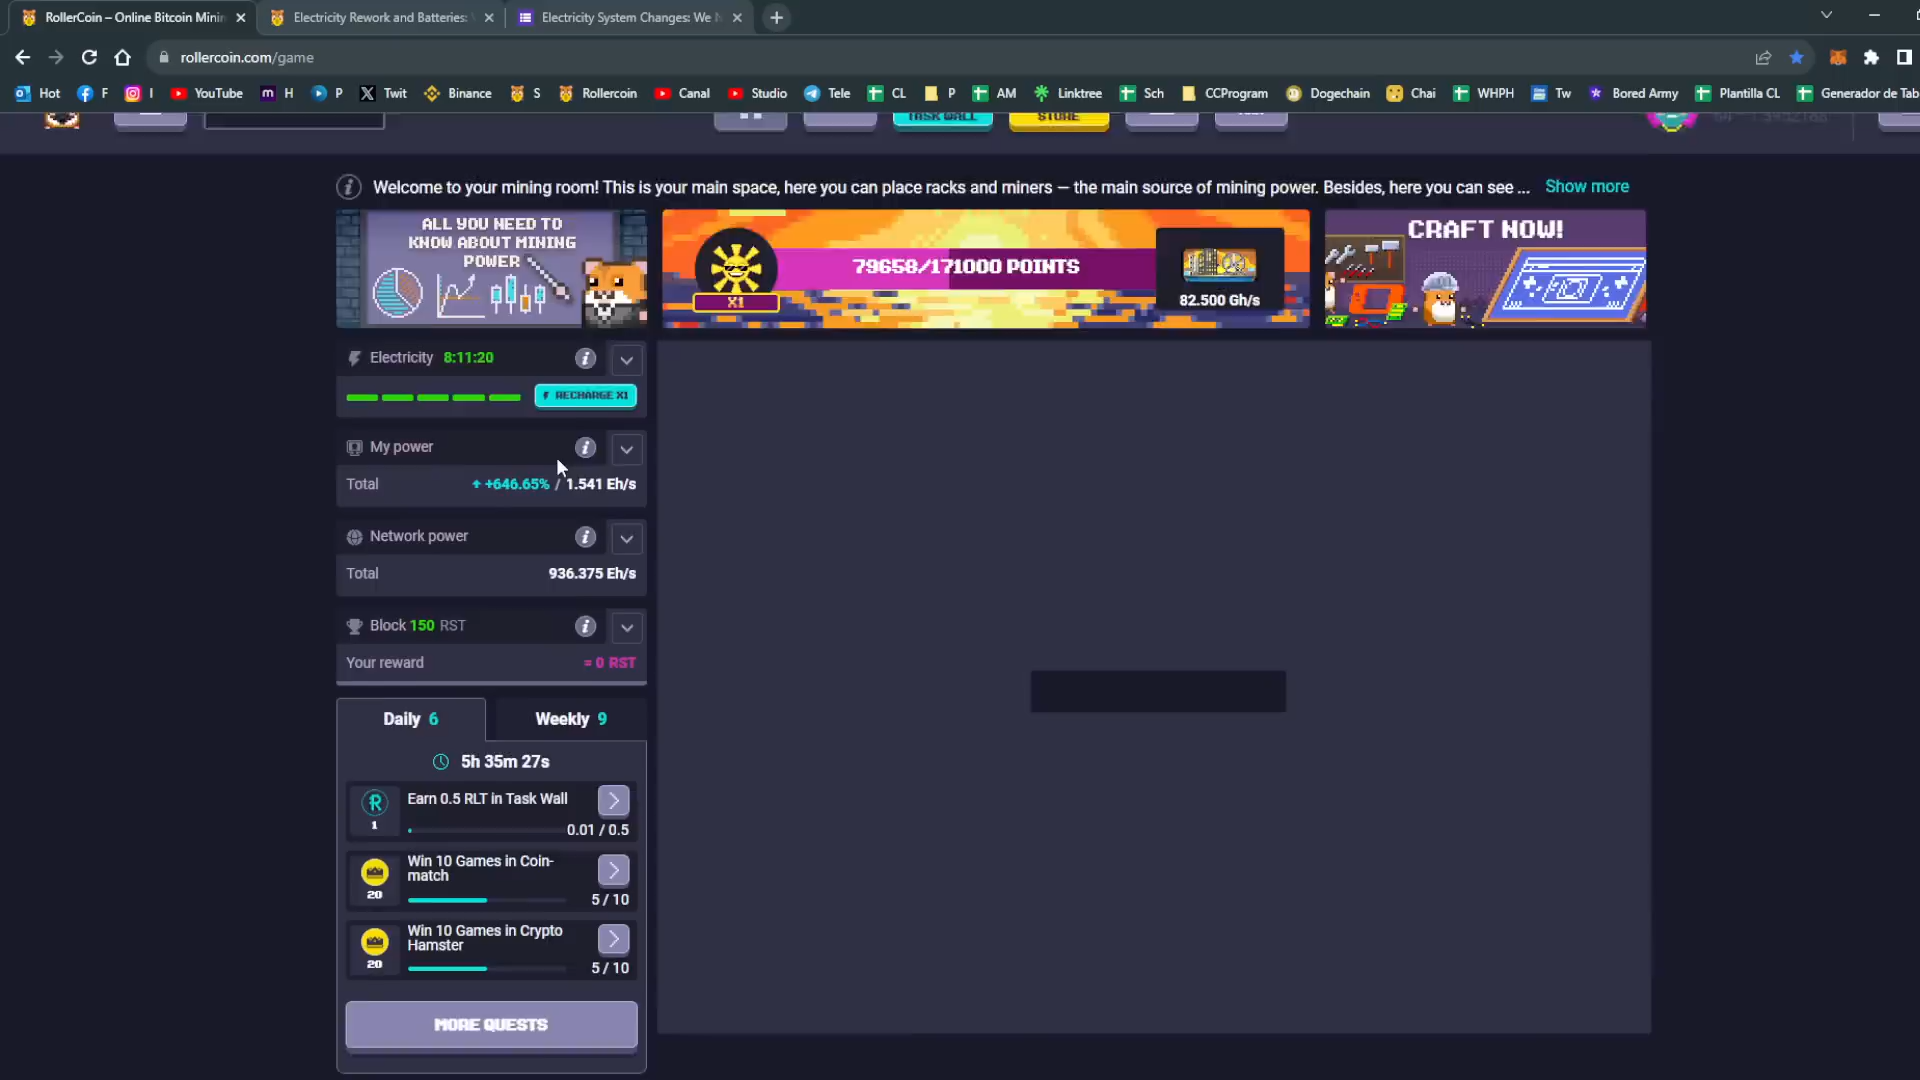 RollerCoin – Online Bitcoin Minin
Electricity Rework and Batteries:
Electricity System Changes: We
rollercoin.com/game
Hot F I YouTube H P Twit Binance S Rollercoin Canal Studio Tele CL P AM Linktree Sch CCProgram Dogechain Chai WHPH Tw Bored Army Plantilla CL Generador de Tab
TASK WALL
STORE
Welcome to your mining room! This is your main space, here you can place racks and miners — the main source of mining power. Besides, here you can see ... Show more
ALL YOU NEED TO
KNOW ABOUT MINING
POWER
X1
79658/171000 POINTS
82.500 Gh/s
CRAFT NOW!
Electricity 8:11:20
RECHARGE X1
My power
Total +646.65% / 1.541 Eh/s
Network power
Total 936.375 Eh/s
Block 150 RST
Your reward = 0 RST
Daily 6 Weekly 9
5h 35m 27s
Earn 0.5 RLT in Task Wall
1
0.01 / 0.5
Win 10 Games in Coin-
match
20
5 / 10
Win 10 Games in Crypto
Hamster
20
5 / 10
MORE QUESTS